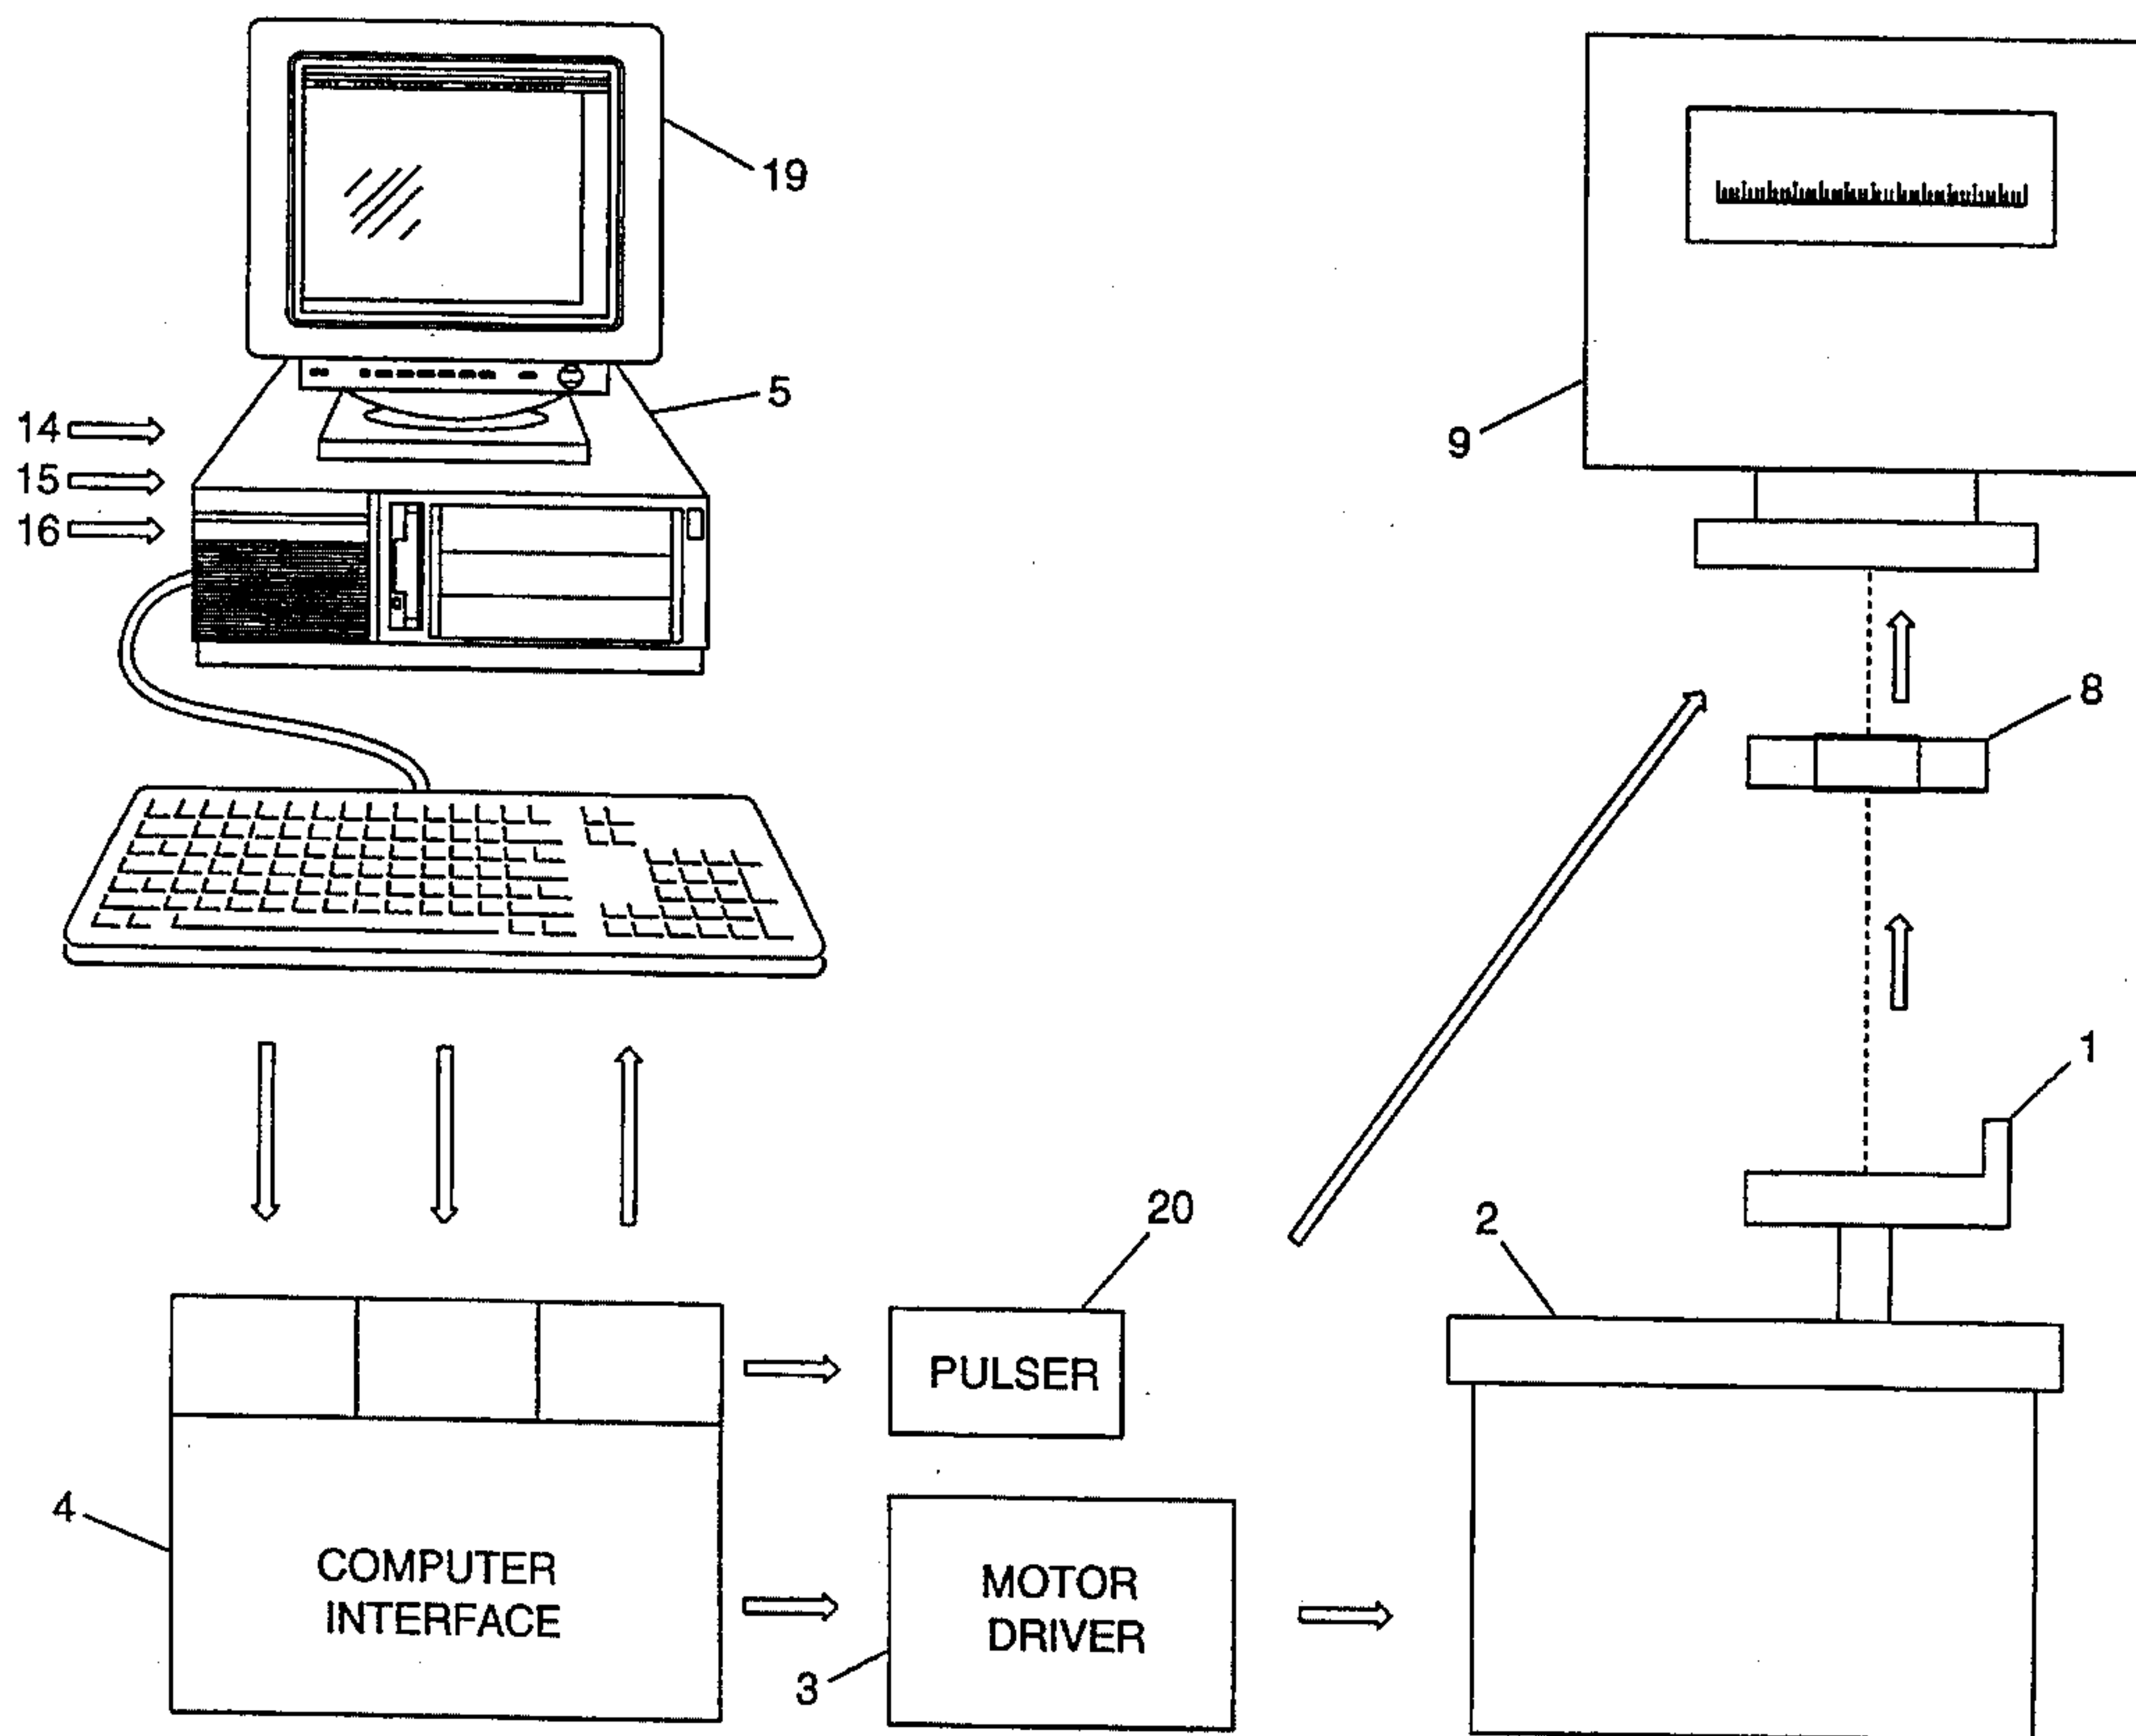 19
5
14
15
16
9
8
1
20
2
PULSER
4
COMPUTER
INTERFACE
MOTOR
DRIVER
3